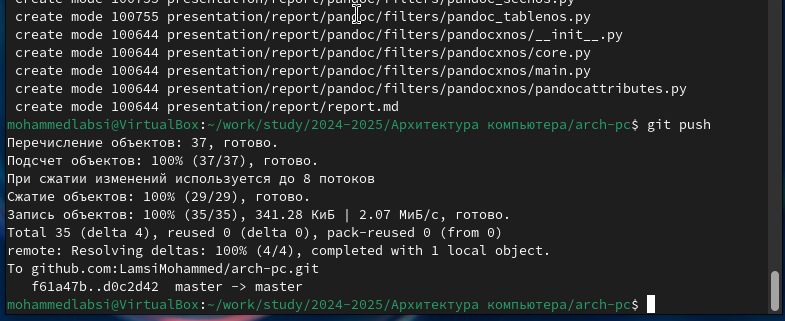 create mode 100755 presentation/report/pandoc/filters/pandoc_secnos.py
create mode 100755 presentation/report/pandoc/filters/pandoc_tablenos.py
create mode 100644 presentation/report/pandoc/filters/pandocxnos/__init__.py
create mode 100644 presentation/report/pandoc/filters/pandocxnos/core.py
create mode 100644 presentation/report/pandoc/filters/pandocxnos/main.py
create mode 100644 presentation/report/pandoc/filters/pandocxnos/pandocattributes.py
create mode 100644 presentation/report/report.md
mohammedlabsi@VirtualBox:~/work/study/2024-2025/Архитектура компьютера/arch-pc$ git push
Перечисление объектов: 37, готово.
Подсчет объектов: 100% (37/37), готово.
При сжатии изменений используется до 8 потоков
Сжатие объектов: 100% (29/29), готово.
Запись объектов: 100% (35/35), 341.28 КиБ | 2.07 МиБ/с, готово.
Total 35 (delta 4), reused 0 (delta 0), pack-reused 0 (from 0)
remote: Resolving deltas: 100% (4/4), completed with 1 local object.
To github.com:LamsiMohammed/arch-pc.git
f61a47b..d0c2d42  master -> master
mohammedlabsi@VirtualBox:~/work/study/2024-2025/Архитектура компьютера/arch-pc$